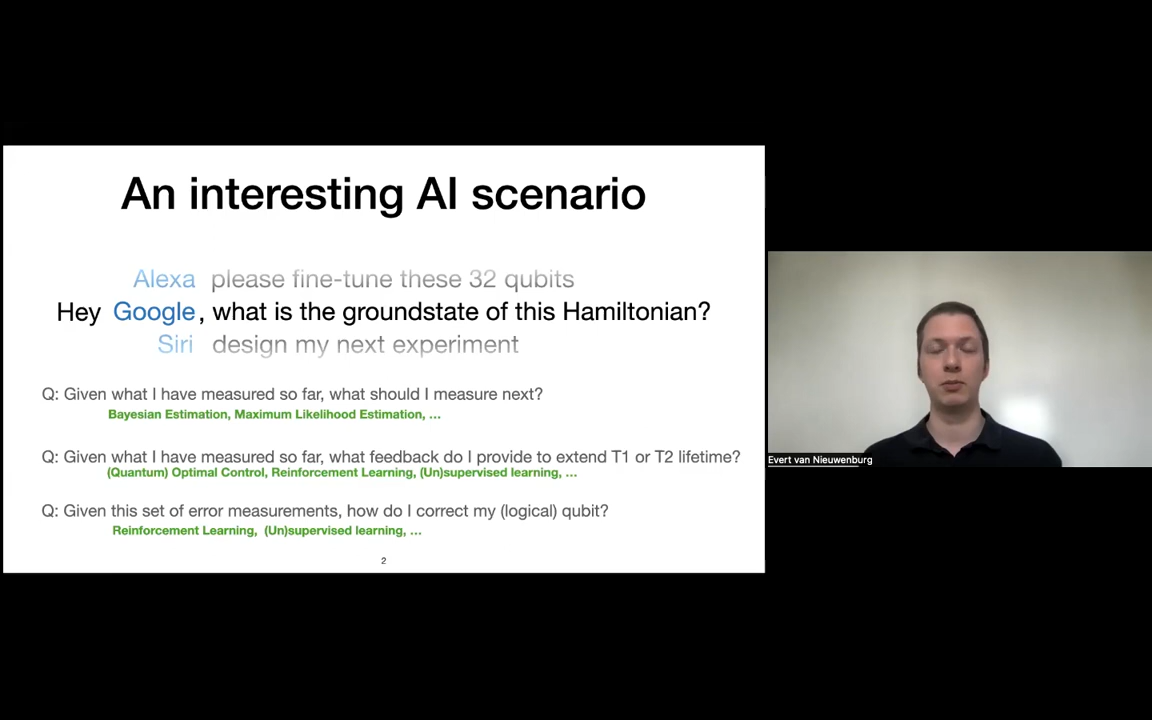 An interesting AI scenario
Alexa please fine-tune these 32 qubits
Hey Google, what is the groundstate of this Hamiltonian?
Siri design my next experiment
Q: Given what I have measured so far, what should I measure next?
Bayesian Estimation, Maximum Likelihood Estimation, ...
Q: Given what I have measured so far, what feedback do I provide to extend T1 or T2 lifetime?
(Quantum) Optimal Control, Reinforcement Learning, (Un)supervised learning, ...
Q: Given this set of error measurements, how do I correct my (logical) qubit?
Reinforcement Learning, (Un)supervised learning, ...
2
Evert van Nieuwenburg